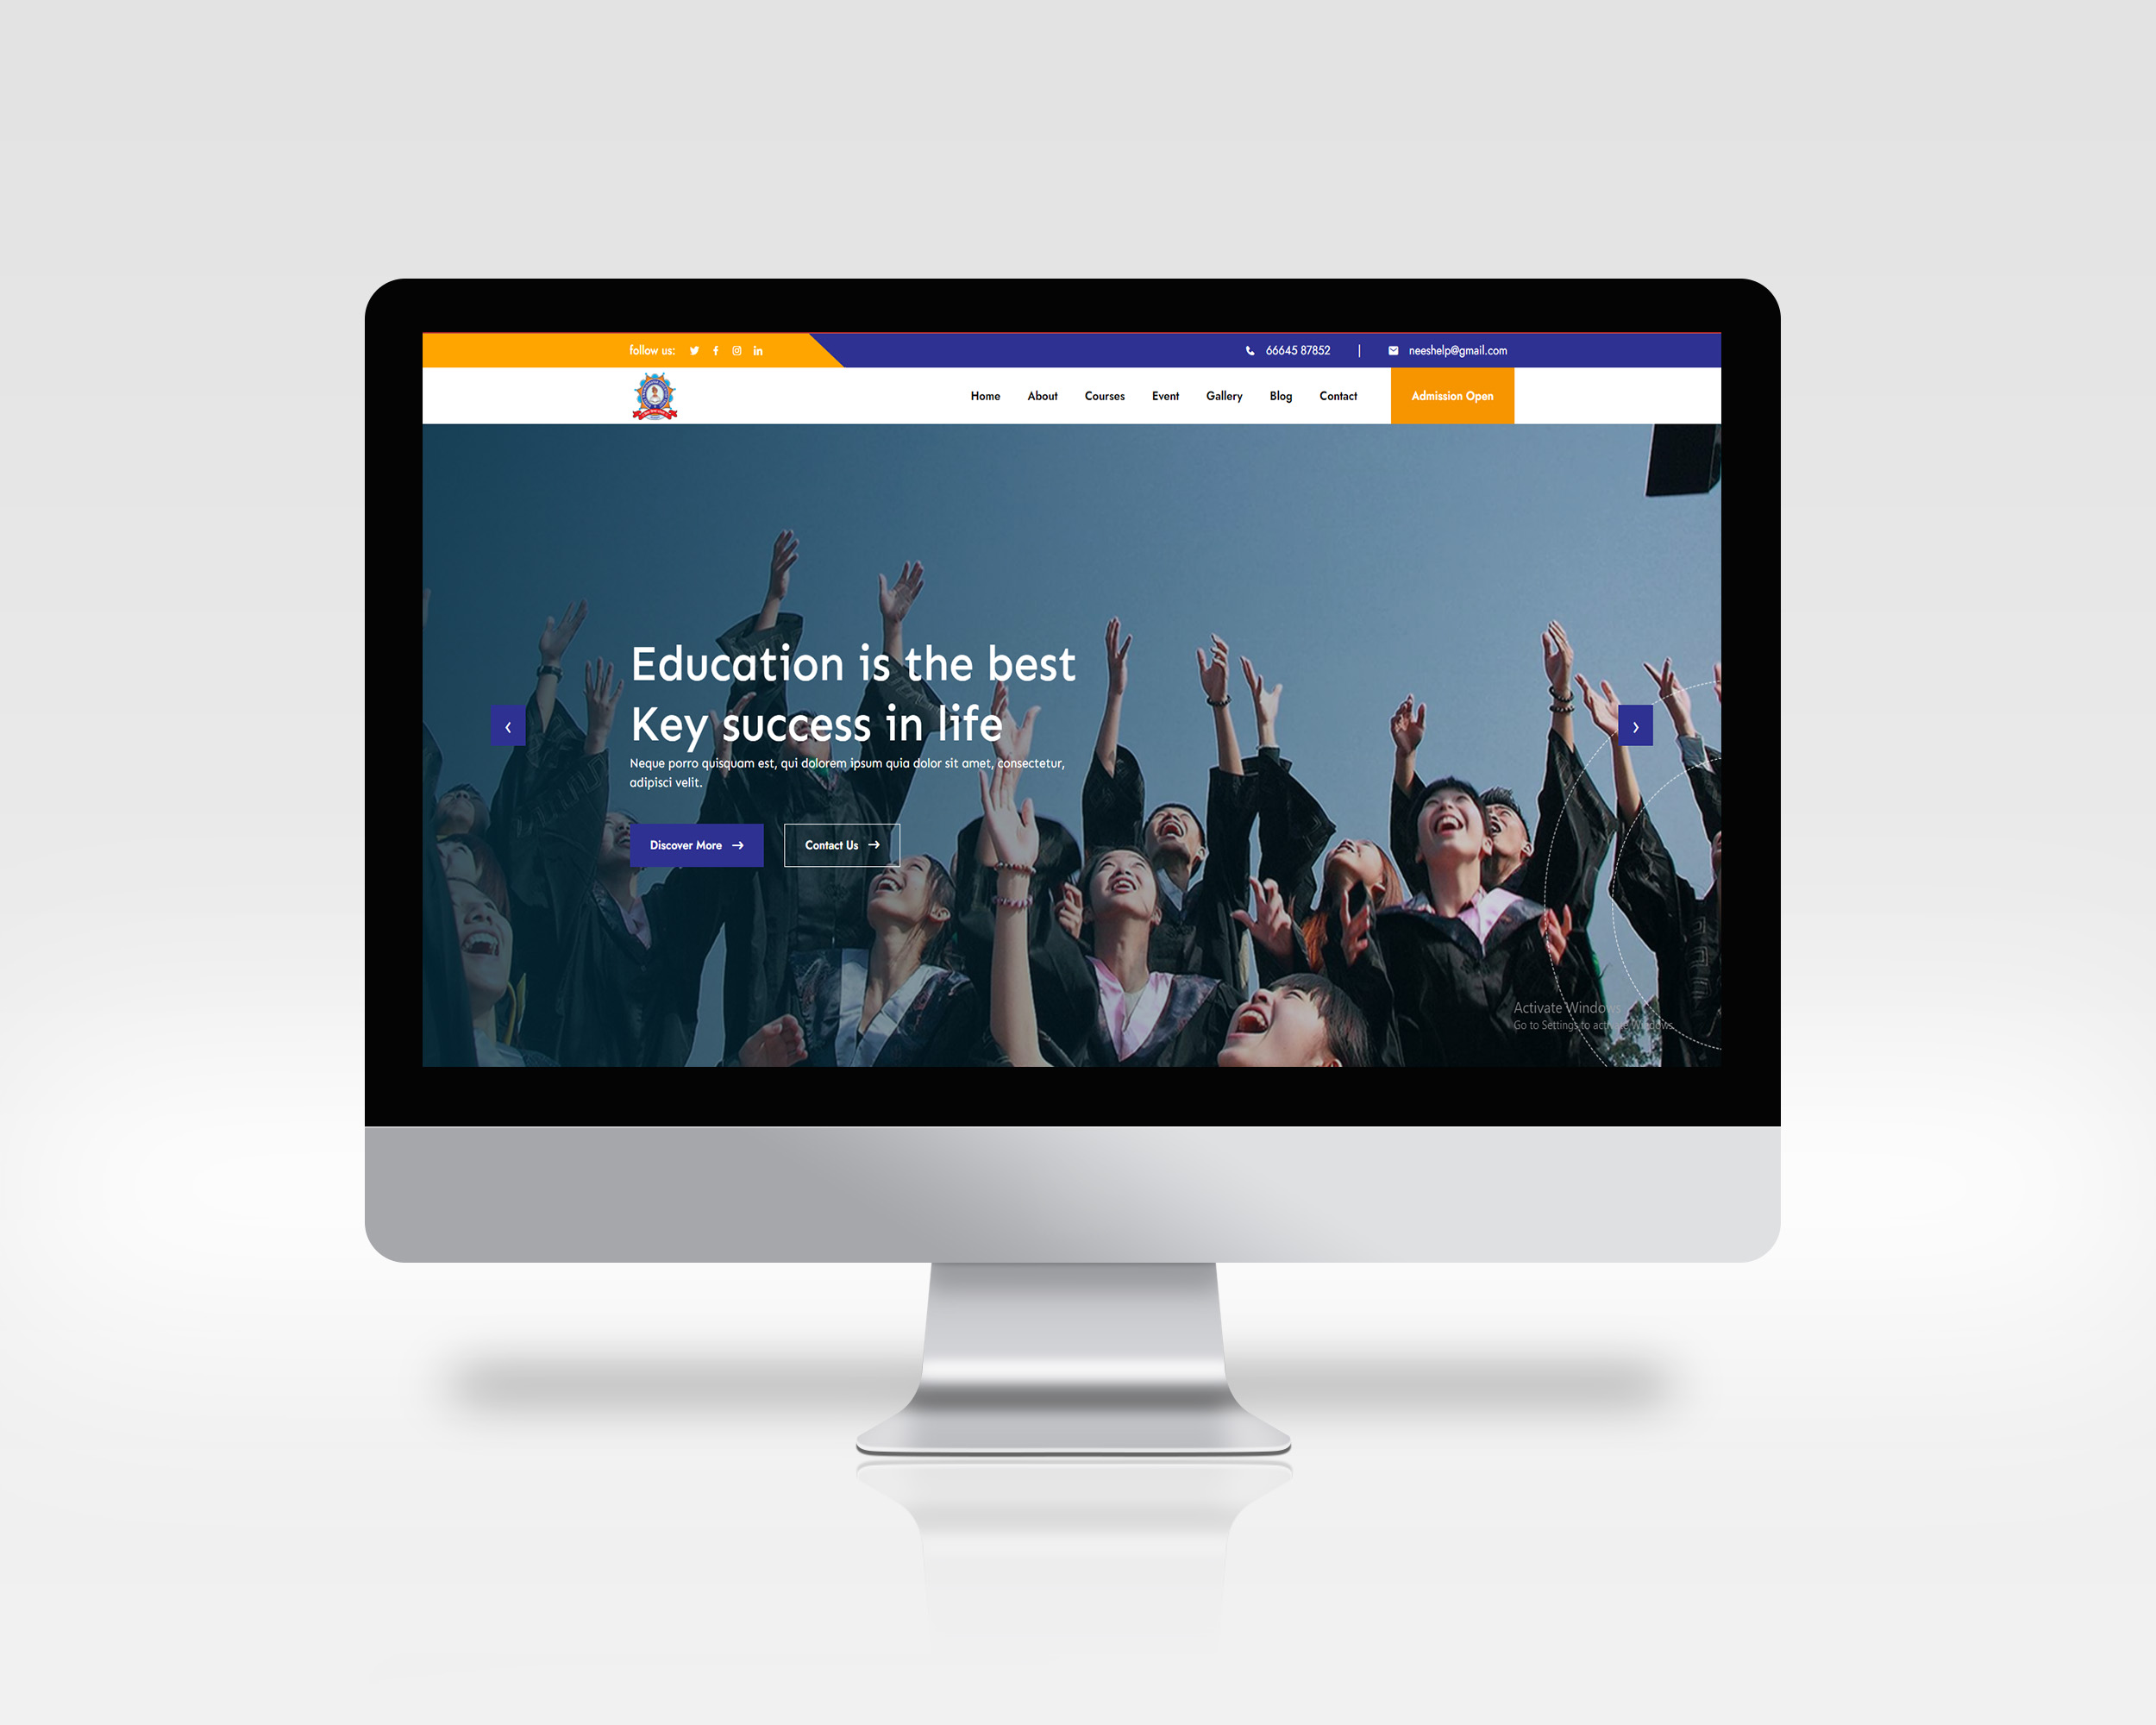 follow us:
66645 87852 | neeshelp@gmail.com
Home About Courses Event Gallery Blog Contact Admission Open
Education is the best
Key success in life
Neque porro quisquam est, qui dolorem ipsum quia dolor sit amet, consectetur,
adipisci velit.
Discover More → Contact Us →
Activate Windows
Go to Settings to activate Windows.